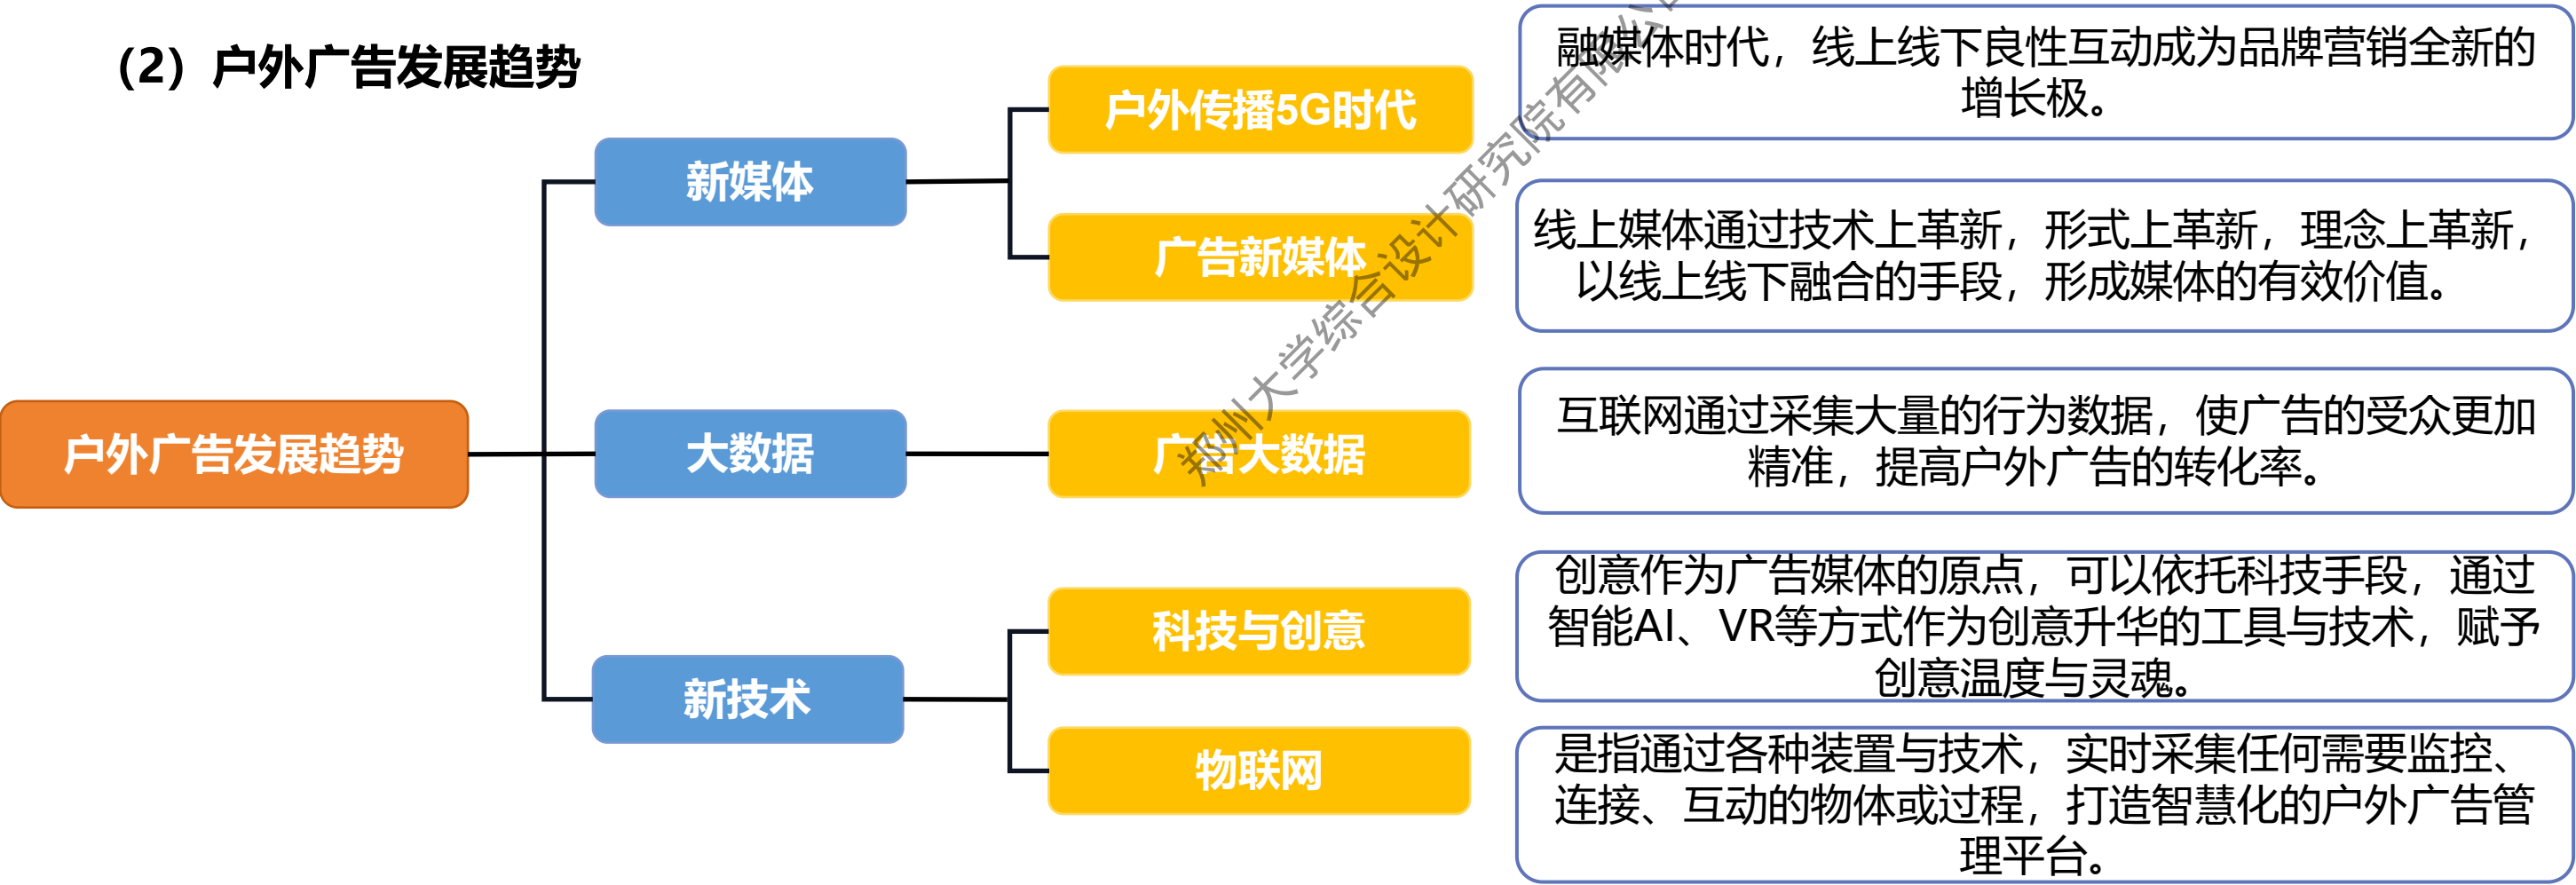 （2）户外广告发展趋势
户外广告发展趋势
新媒体
户外传播5G时代
融媒体时代，线上线下良性互动成为品牌营销全新的
增长极。
广告新媒体
线上媒体通过技术上革新，形式上革新，理念上革新，
以线上线下融合的手段，形成媒体的有效价值。
大数据
广告大数据
互联网通过采集大量的行为数据，使广告的受众更加
精准，提高户外广告的转化率。
新技术
科技与创意
创意作为广告媒体的原点，可以依托科技手段，通过
智能AI、VR等方式作为创意升华的工具与技术，赋予
创意温度与灵魂。
物联网
是指通过各种装置与技术，实时采集任何需要监控、
连接、互动的物体或过程，打造智慧化的户外广告管
理平台。
郑州大学综合设计研究院有限公